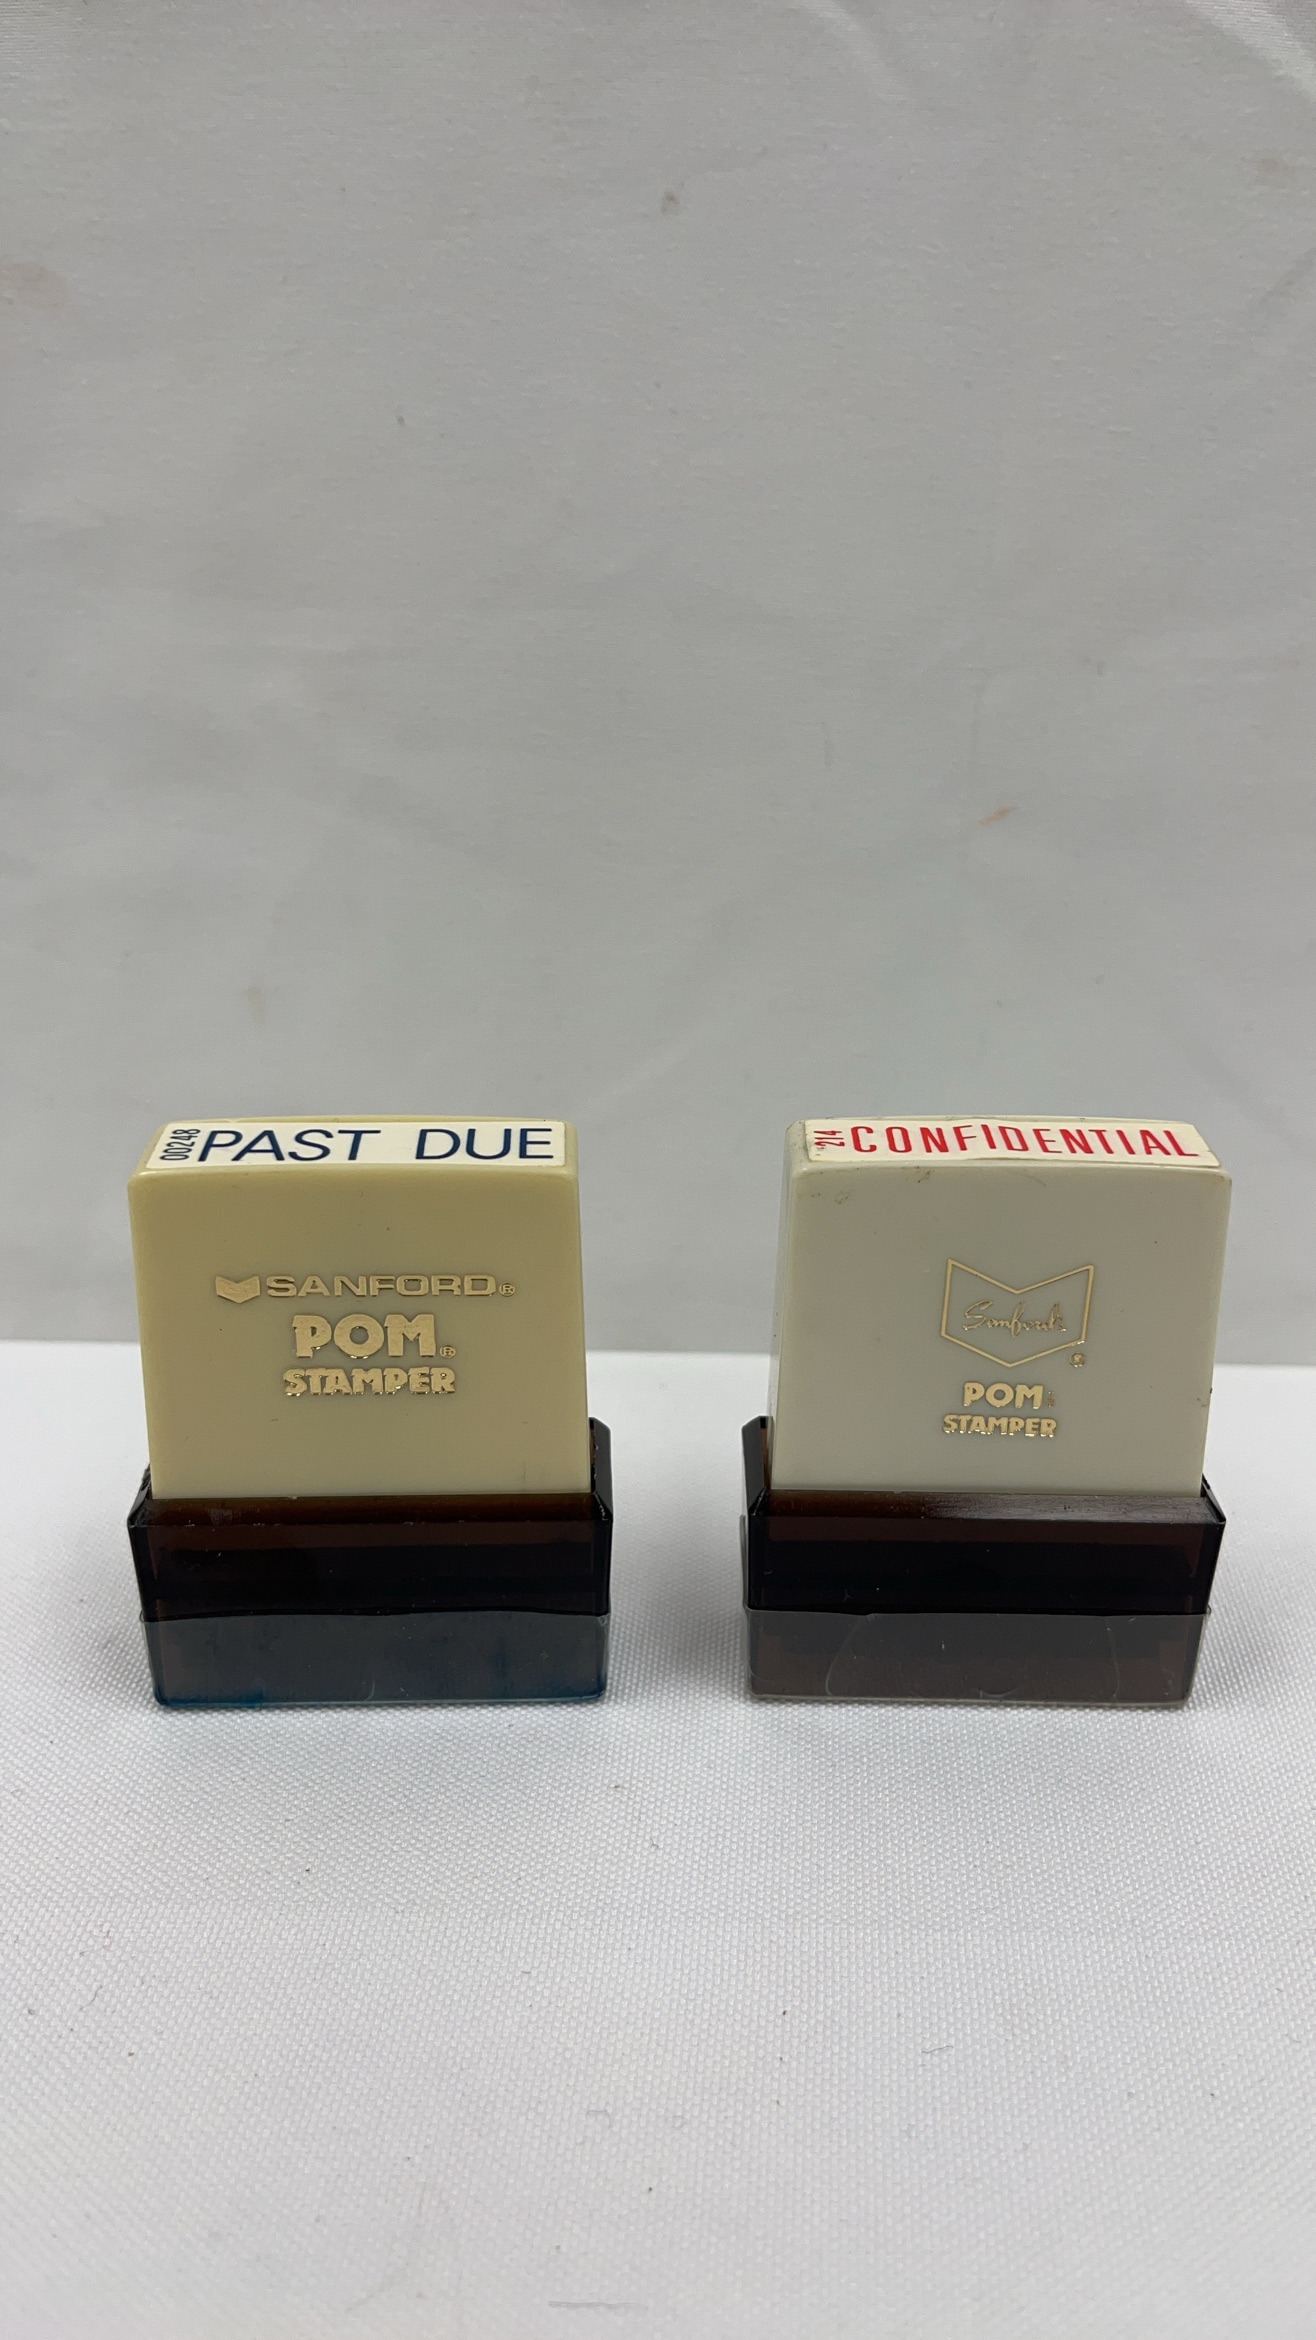 00248 PAST DUE
SANFORD®
POM®
STAMPER
214 CONFIDENTIAL
Sanford's
®
POM
STAMPER